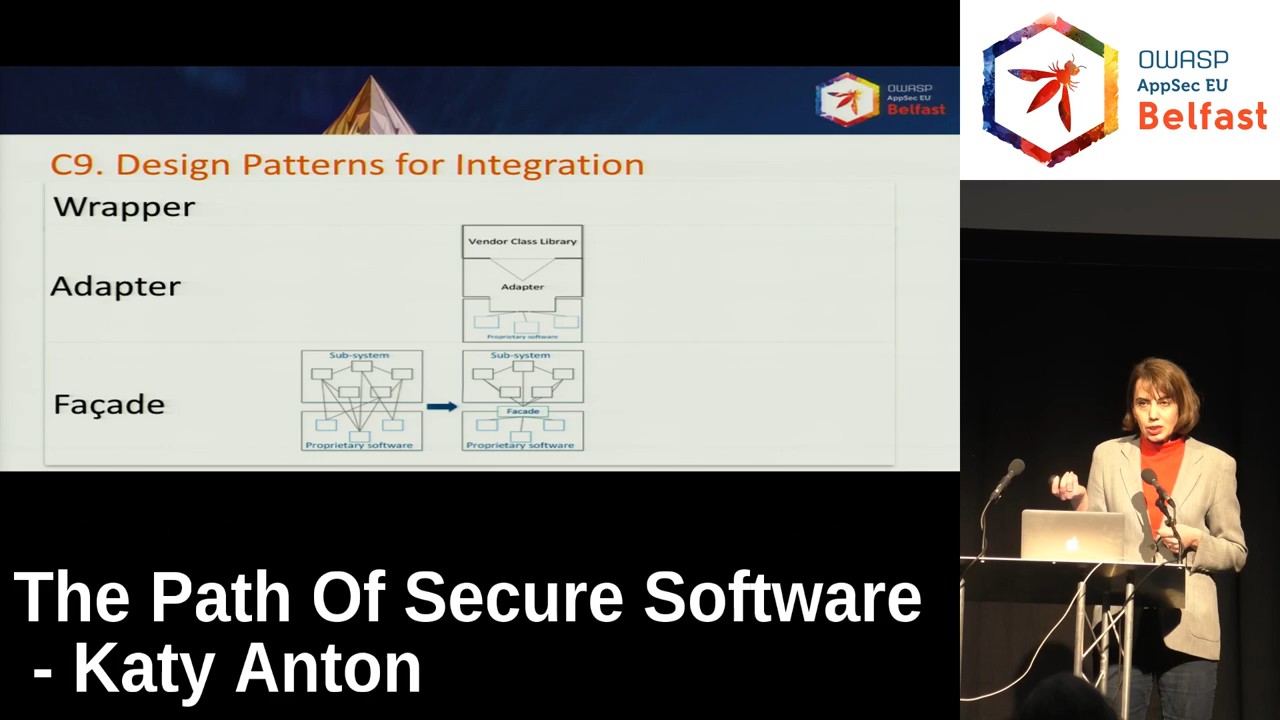 OWASP
AppSec EU
Belfast
C9. Design Patterns for Integration
Wrapper
Adapter
Vendor Class Library
Adapter
Proprietary software
Façade
Sub-system
Proprietary software
Sub-system
Facade
Proprietary software
The Path Of Secure Software
- Katy Anton
OWASP
AppSec EU
Belfast